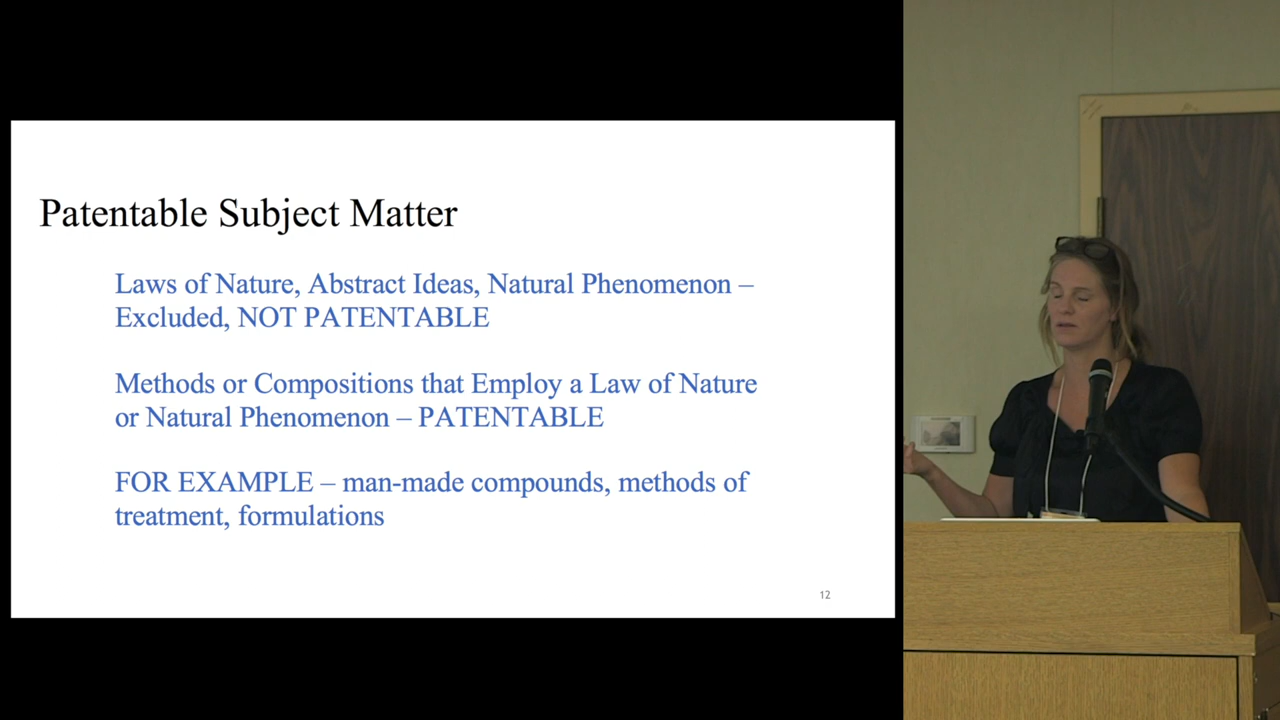 Patentable Subject Matter
Laws of Nature, Abstract Ideas, Natural Phenomenon –
Excluded, NOT PATENTABLE
Methods or Compositions that Employ a Law of Nature
or Natural Phenomenon – PATENTABLE
FOR EXAMPLE – man-made compounds, methods of
treatment, formulations
12